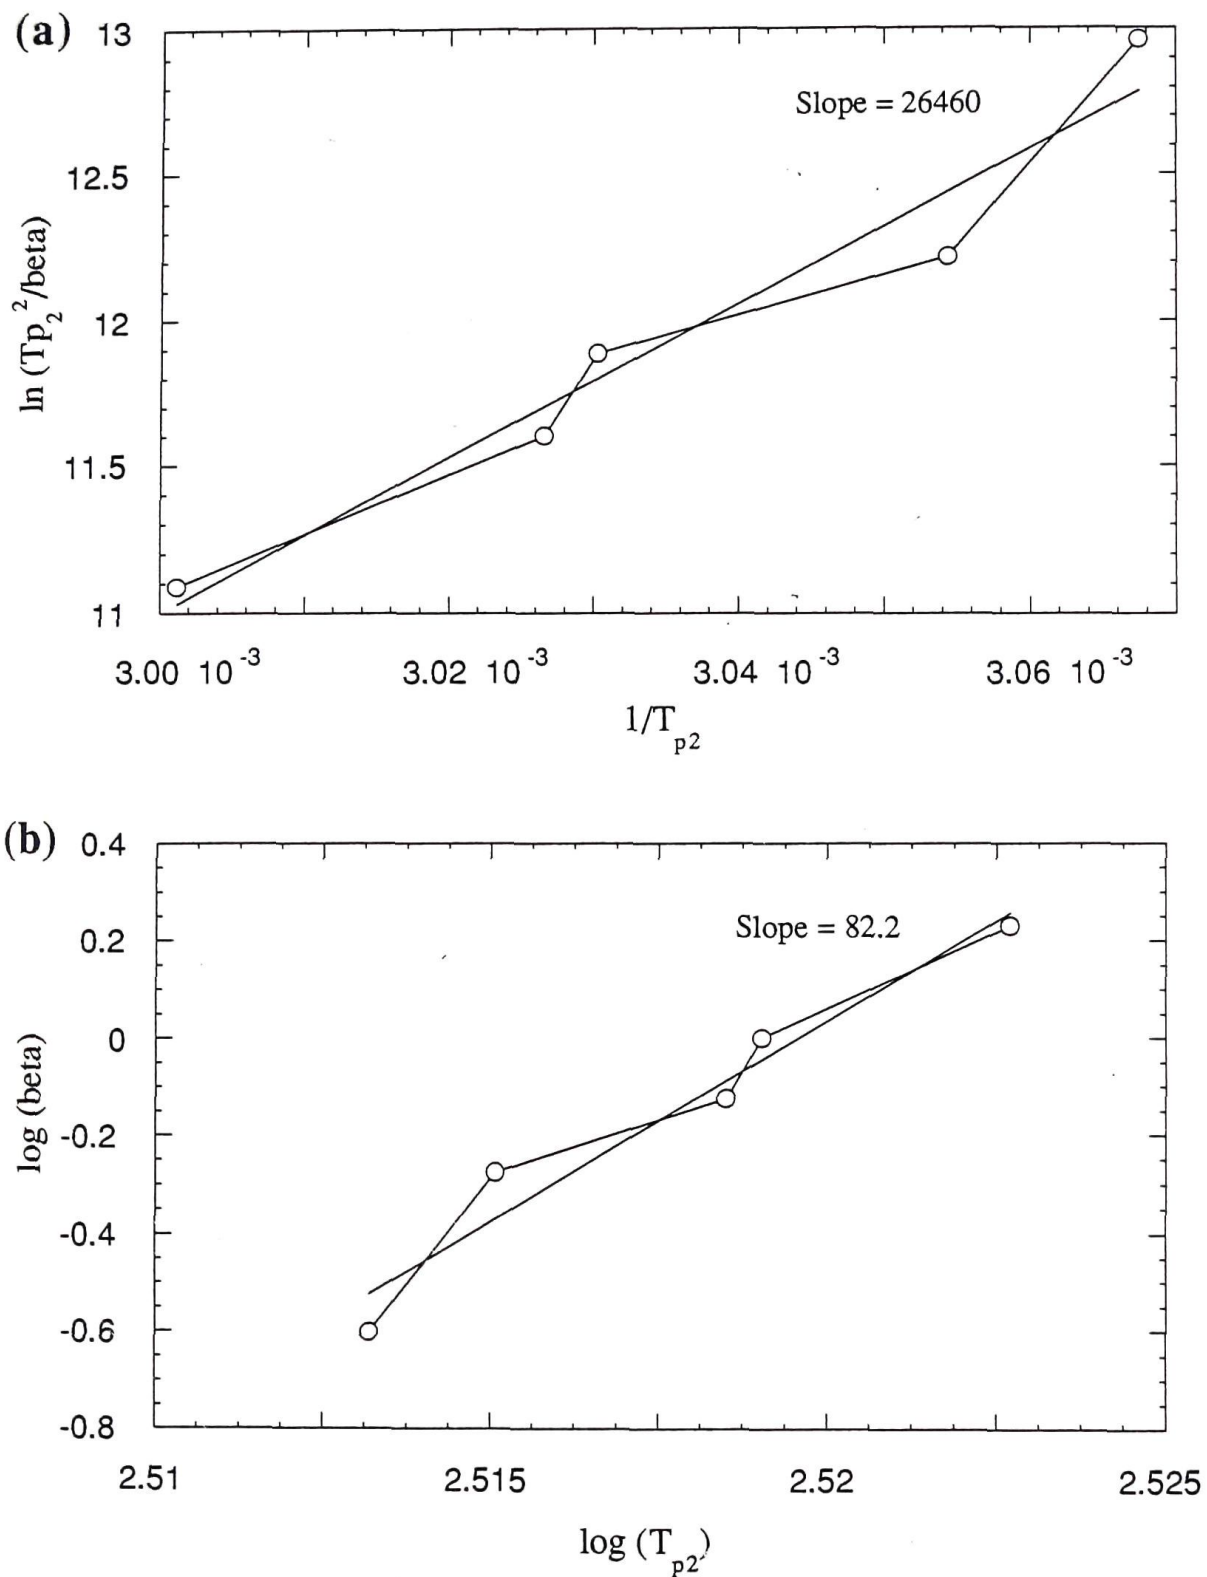 (a)
13
Slope = 26460
12.5
ln (Tp₂²/beta)
12
11.5
11
3.00 10⁻³ 3.02 10⁻³ 3.04 10⁻³ 3.06 10⁻³
1/Tₚ₂
(b)
0.4
Slope = 82.2
0.2
0
log (beta)
-0.2
-0.4
-0.6
-0.8
2.51 2.515 2.52 2.525
log (Tₚ₂)